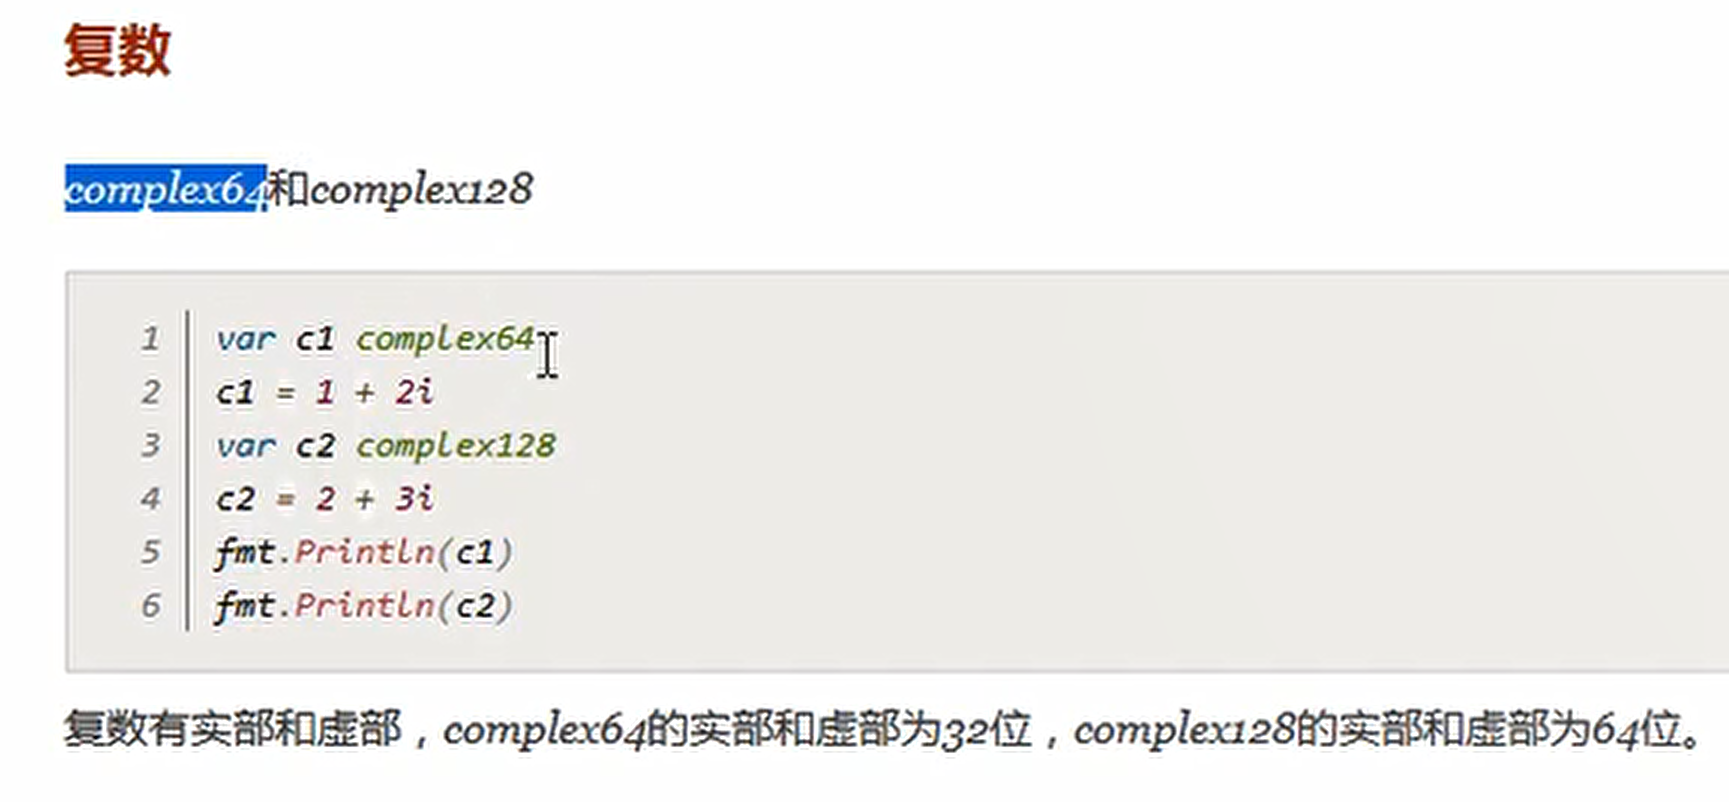 复数
complex64和complex128
1 var c1 complex64
2 c1 = 1 + 2i
3 var c2 complex128
4 c2 = 2 + 3i
5 fmt.Println(c1)
6 fmt.Println(c2)
复数有实部和虚部，complex64的实部和虚部为32位，complex128的实部和虚部为64位。